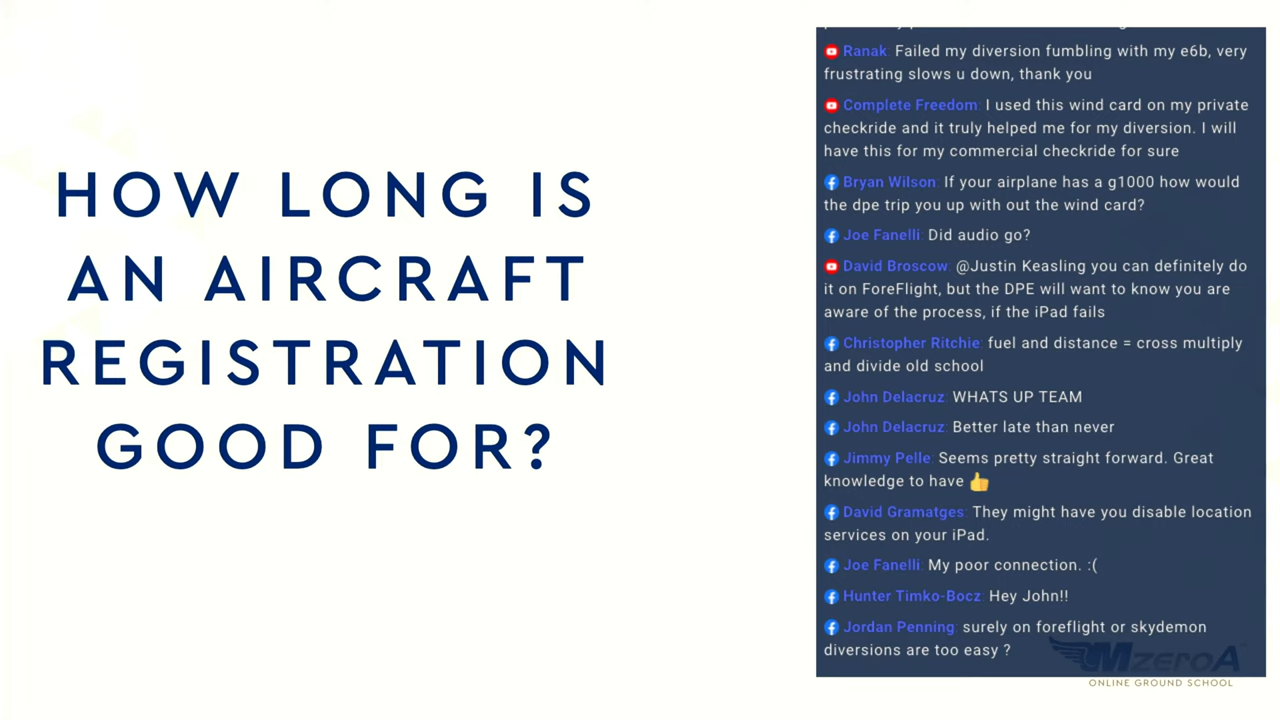 HOW LONG IS
AN AIRCRAFT
REGISTRATION
GOOD FOR?
Ranak: Failed my diversion fumbling with my e6b, very
frustrating slows u down, thank you
Complete Freedom: I used this wind card on my private
checkride and it truly helped me for my diversion. I will
have this for my commercial checkride for sure
Bryan Wilson: If your airplane has a g1000 how would
the dpe trip you up with out the wind card?
Joe Fanelli: Did audio go?
David Broscow: @Justin Keasling you can definitely do
it on ForeFlight, but the DPE will want to know you are
aware of the process, if the iPad fails
Christopher Ritchie: fuel and distance = cross multiply
and divide old school
John Delacruz: WHATS UP TEAM
John Delacruz: Better late than never
Jimmy Pelle: Seems pretty straight forward. Great
knowledge to have 👍
David Gramatges: They might have you disable location
services on your iPad.
Joe Fanelli: My poor connection. :(
Hunter Timko-Bocz: Hey John!!
Jordan Penning: surely on foreflight or skydemon
diversions are too easy ?
MzeroA
ONLINE GROUND SCHOOL